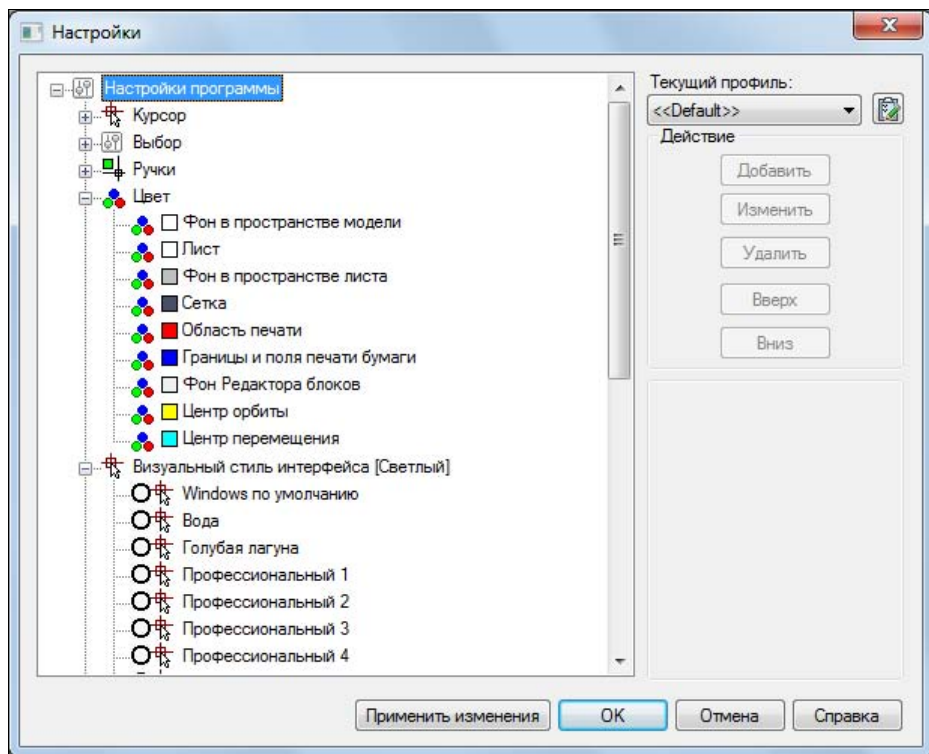 Настройки
Настройки программы
Курсор
Выбор
Ручки
Цвет
Фон в пространстве модели
Лист
Фон в пространстве листа
Сетка
Область печати
Границы и поля печати бумаги
Фон Редактора блоков
Центр орбиты
Центр перемещения
Визуальный стиль интерфейса [Светлый]
Windows по умолчанию
Вода
Голубая лагуна
Профессиональный 1
Профессиональный 2
Профессиональный 3
Профессиональный 4
Текущий профиль:
<<Default>>
Действие
Добавить
Изменить
Удалить
Вверх
Вниз
Применить изменения
OK
Отмена
Справка